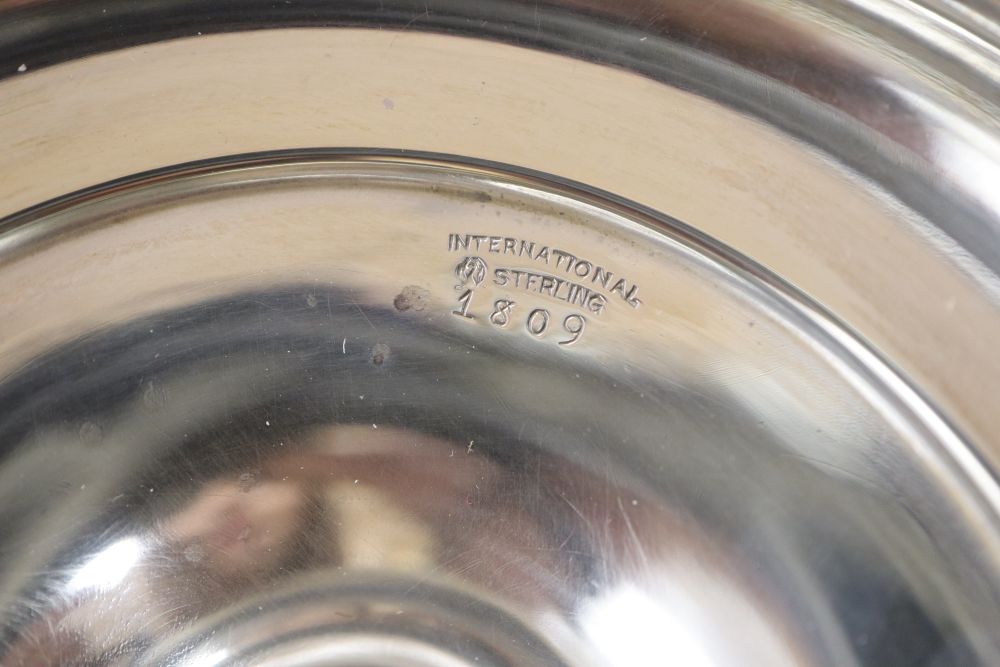 INTERNATIONAL
STERLING
1809